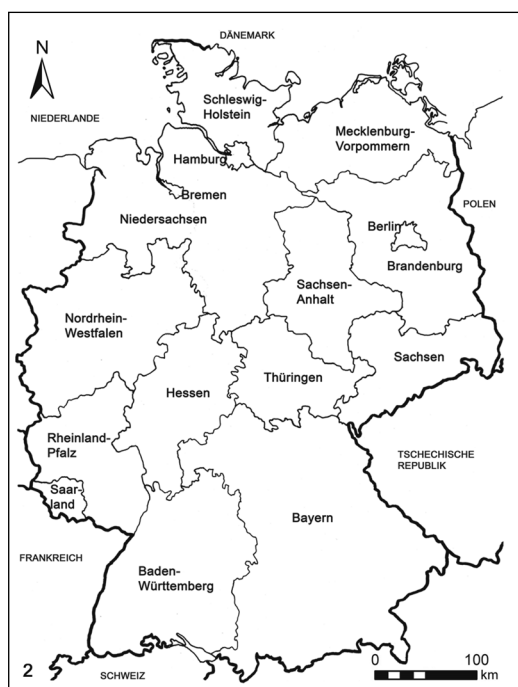 DÄNEMARK
N
Schleswig-
Holstein
NIEDERLANDE
Mecklenburg-
Vorpommern
Hamburg
Bremen
POLEN
Niedersachsen
Berlin
Brandenburg
Sachsen-
Anhalt
Nordrhein-
Westfalen
Sachsen
Thüringen
Hessen
Rheinland-
Pfalz
TSCHECHISCHE
REPUBLIK
Saar-
land
Bayern
FRANKREICH
Baden-
Württemberg
2
0 100
km
SCHWEIZ